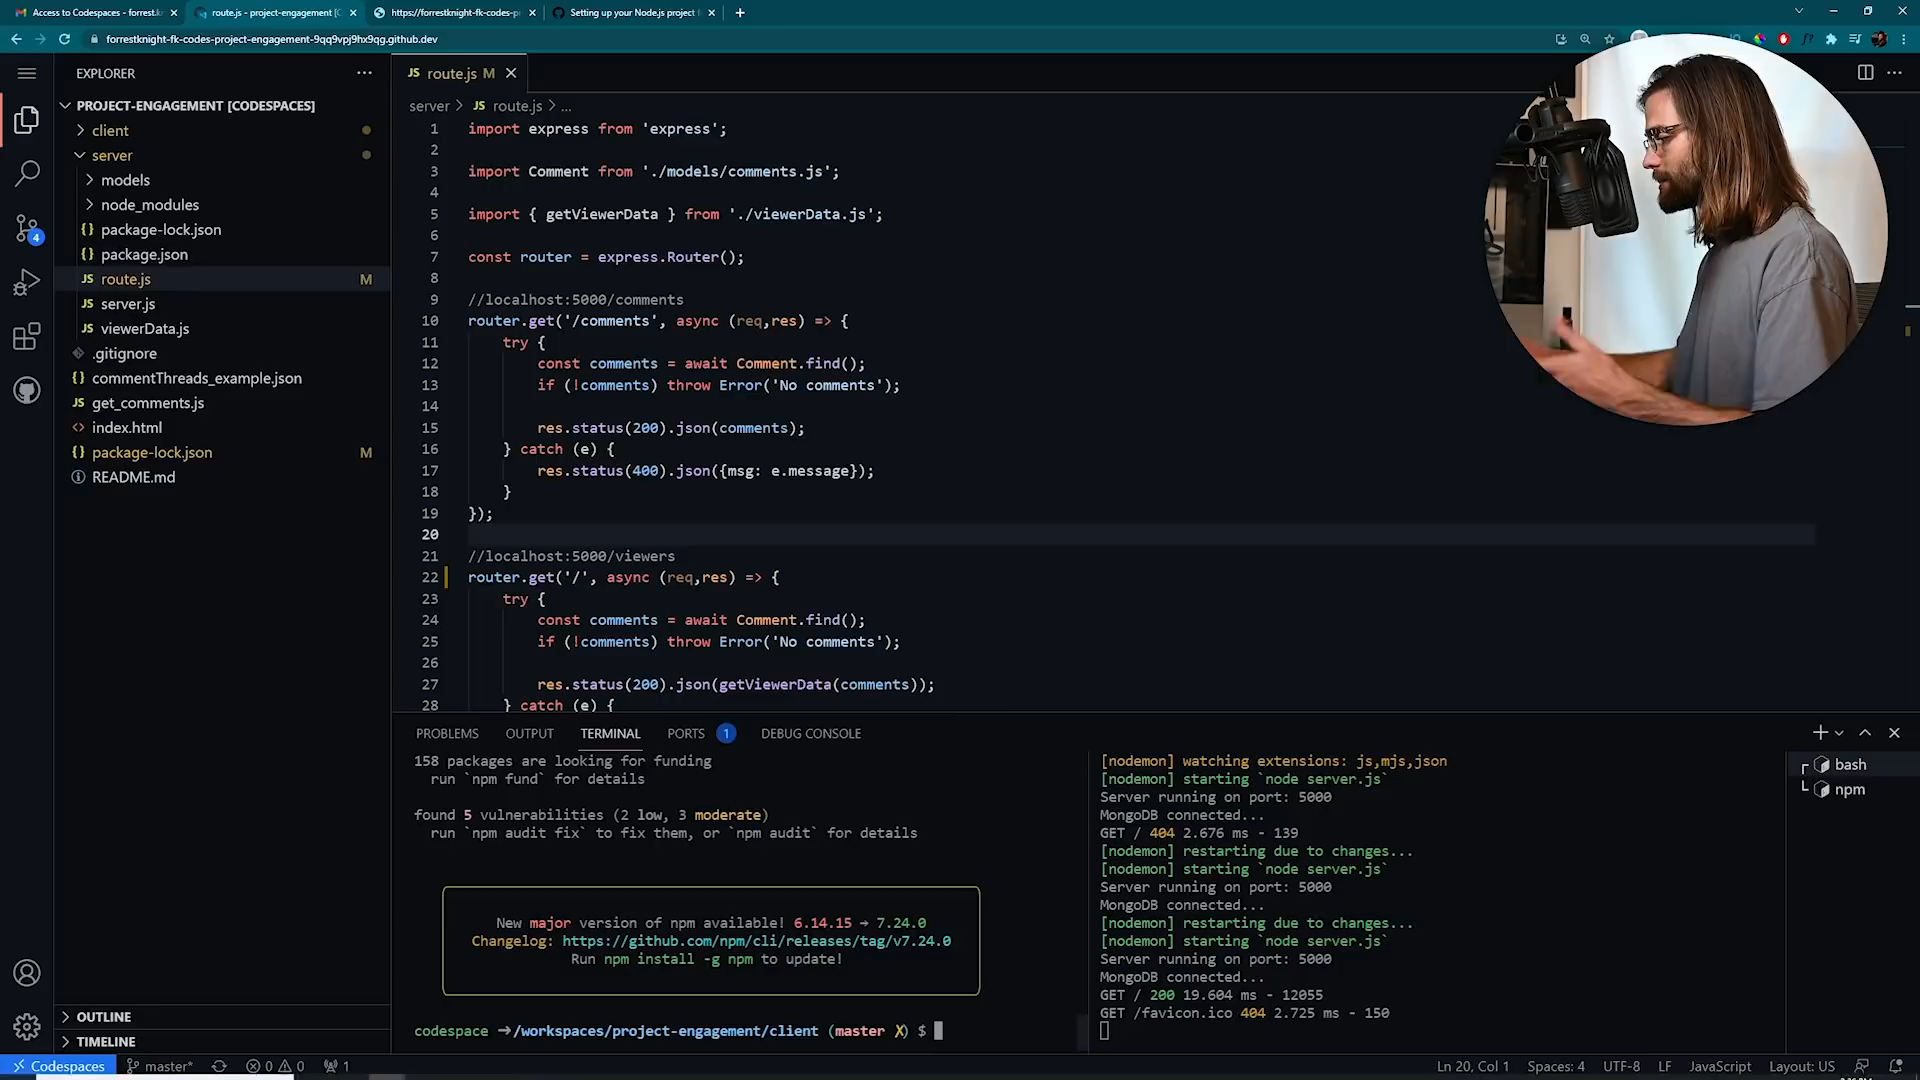 Access to Codespaces - forrest.k
route.js - project-engagement [C
https://forrestknight-fk-codes-p
Setting up your Node.js project f
forrestknight-fk-codes-project-engagement-9qq9vpj9hx9qg.github.dev
EXPLORER
PROJECT-ENGAGEMENT [CODESPACES]
client
server
models
node_modules
{} package-lock.json
{} package.json
JS route.js M
JS server.js
JS viewerData.js
.gitignore
{} commentThreads_example.json
JS get_comments.js
<> index.html
{} package-lock.json M
README.md
4
OUTLINE
TIMELINE
JS route.js M
server > JS route.js > ...
1 import express from 'express';
2
3 import Comment from './models/comments.js';
4
5 import { getViewerData } from './viewerData.js';
6
7 const router = express.Router();
8
9 //localhost:5000/comments
10 router.get('/comments', async (req,res) => {
11 try {
12 const comments = await Comment.find();
13 if (!comments) throw Error('No comments');
14
15 res.status(200).json(comments);
16 } catch (e) {
17 res.status(400).json({msg: e.message});
18 }
19 });
20
21 //localhost:5000/viewers
22 router.get('/', async (req,res) => {
23 try {
24 const comments = await Comment.find();
25 if (!comments) throw Error('No comments');
26
27 res.status(200).json(getViewerData(comments));
28 } catch (e) {
PROBLEMS OUTPUT TERMINAL PORTS 1 DEBUG CONSOLE
158 packages are looking for funding
run `npm fund` for details
found 5 vulnerabilities (2 low, 3 moderate)
run `npm audit fix` to fix them, or `npm audit` for details
New major version of npm available! 6.14.15 → 7.24.0
Changelog: https://github.com/npm/cli/releases/tag/v7.24.0
Run npm install -g npm to update!
codespace ➜/workspaces/project-engagement/client (master ✗) $
[nodemon] watching extensions: js,mjs,json
[nodemon] starting `node server.js`
Server running on port: 5000
MongoDB connected...
GET / 404 2.676 ms - 139
[nodemon] restarting due to changes...
[nodemon] starting `node server.js`
Server running on port: 5000
MongoDB connected...
[nodemon] restarting due to changes...
[nodemon] starting `node server.js`
Server running on port: 5000
MongoDB connected...
GET / 200 19.604 ms - 12055
GET /favicon.ico 404 2.725 ms - 150
bash
npm
Codespaces master* 0 0 1
Ln 20, Col 1 Spaces: 4 UTF-8 LF JavaScript Layout: US